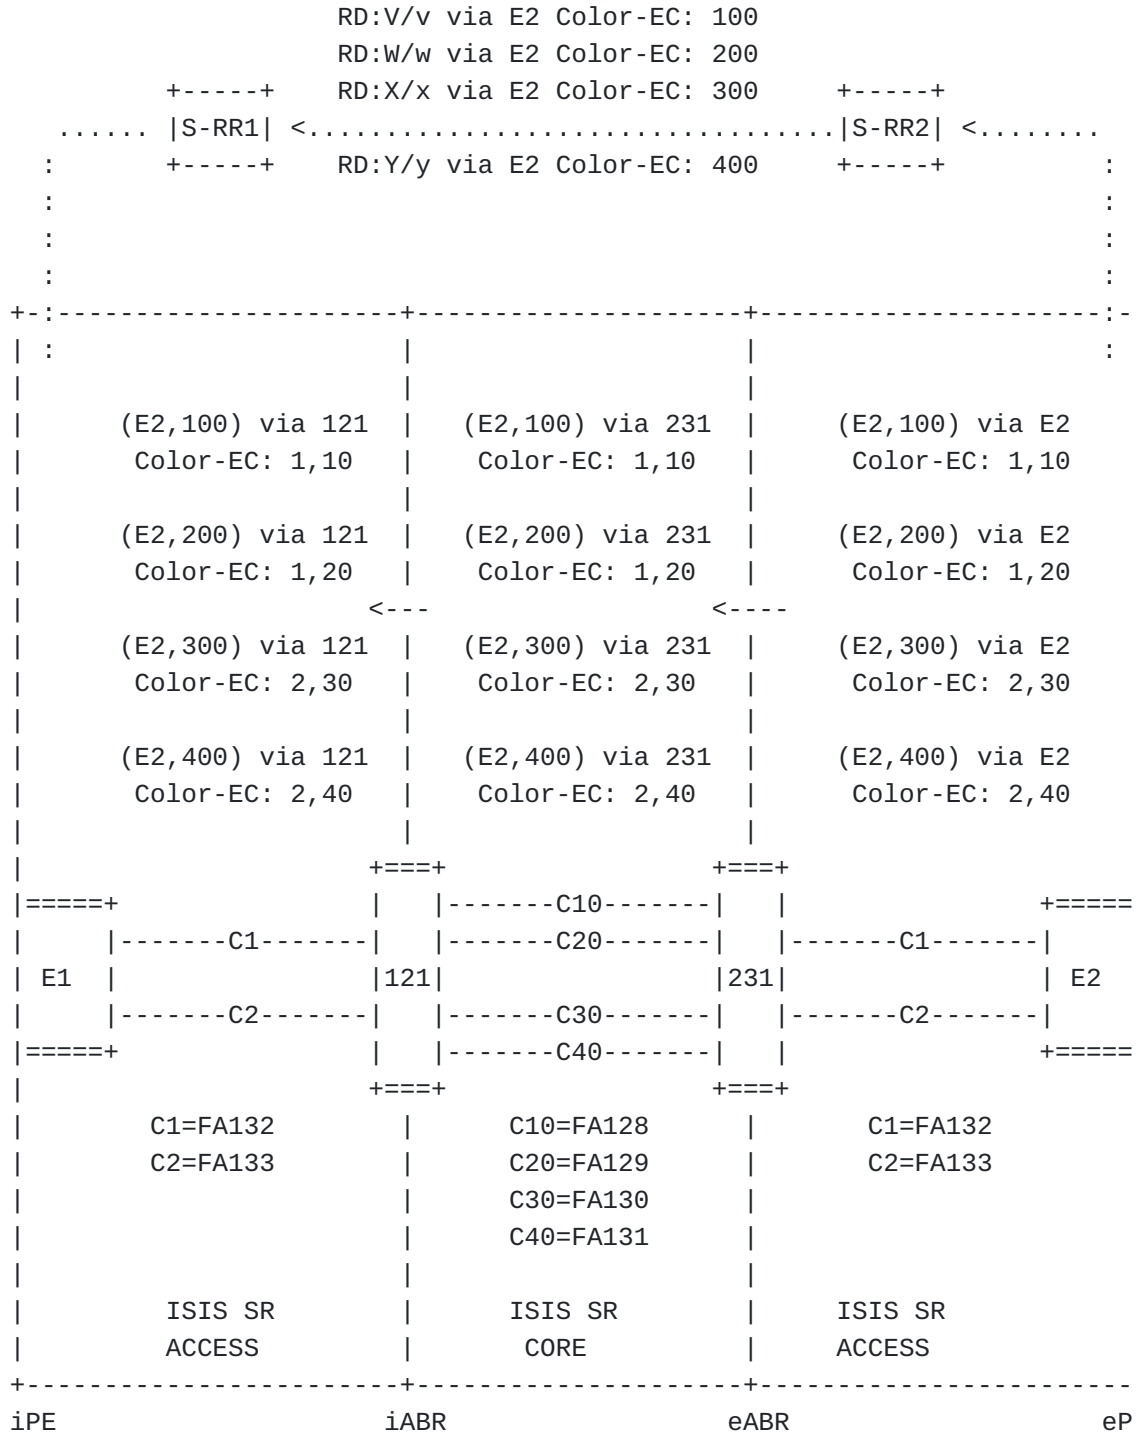 RD:V/v via E2 Color-EC: 100
                     RD:W/w via E2 Color-EC: 200
          +-----+    RD:X/x via E2 Color-EC: 300     +-----+
   ...... |S-RR1| <..................................|S-RR2| <........
  :       +-----+    RD:Y/y via E2 Color-EC: 400     +-----+          :
  :                                                                   :
  :                                                                   :
  :                                                                   :
+-:----------------------+---------------------+----------------------:-
| :                      |                     |                      :
|                        |                     |
|      (E2,100) via 121  |   (E2,100) via 231  |     (E2,100) via E2
|       Color-EC: 1,10   |    Color-EC: 1,10   |      Color-EC: 1,10
|                        |                     |
|      (E2,200) via 121  |   (E2,200) via 231  |     (E2,200) via E2
|       Color-EC: 1,20   |    Color-EC: 1,20   |      Color-EC: 1,20
|                      <---                  <----
|      (E2,300) via 121  |   (E2,300) via 231  |     (E2,300) via E2
|       Color-EC: 2,30   |    Color-EC: 2,30   |      Color-EC: 2,30
|                        |                     |
|      (E2,400) via 121  |   (E2,400) via 231  |     (E2,400) via E2
|       Color-EC: 2,40   |    Color-EC: 2,40   |      Color-EC: 2,40
|                        |                     |
|                      +===+                 +===+
|=====+                |   |-------C10-------|   |                +=====
|      |-------C1-------|   |-------C20-------|   |-------C1-------|
| E1  |                |121|                 |231|                | E2
|      |-------C2-------|   |-------C30-------|   |-------C2-------|
|=====+                |   |-------C40-------|   |                +=====
|                      +===+                 +===+
|        C1=FA132        |      C10=FA128      |       C1=FA132
|        C2=FA133        |      C20=FA129      |       C2=FA133
|                        |      C30=FA130      |
|                        |      C40=FA131      |
|                        |                     |
|         ISIS SR        |      ISIS SR        |     ISIS SR
|         ACCESS         |       CORE          |     ACCESS
+------------------------+---------------------+------------------------
iPE                     iABR                  eABR                    eP